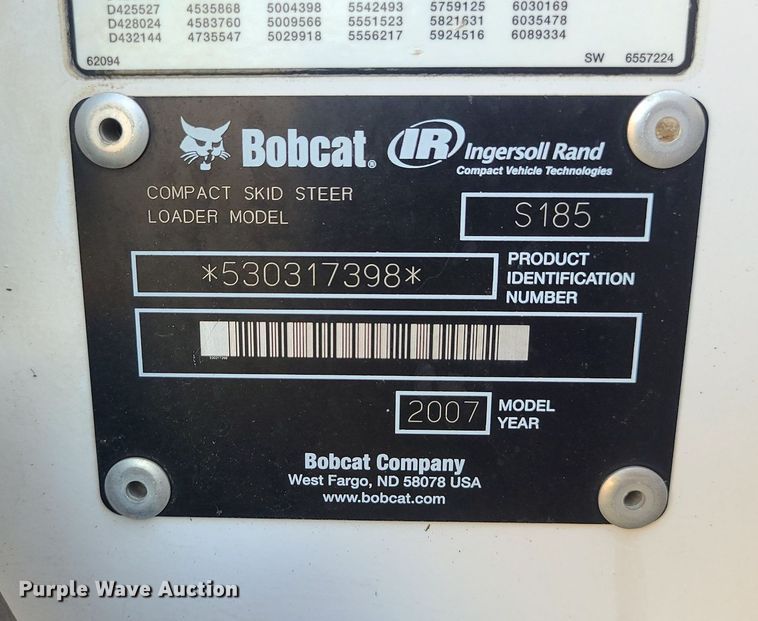 D425527 4535868 5004398 5542493 5759125 6030169
D428024 4583760 5009566 5551523 5821631 6035478
D432144 4735547 5029918 5556217 5924516 6089334
62094 SW 6557224
Bobcat. IR Ingersoll Rand
Compact Vehicle Technologies
COMPACT SKID STEER
LOADER MODEL
S185
*530317398*
PRODUCT
IDENTIFICATION
NUMBER
530317398
2007
MODEL
YEAR
Bobcat Company
West Fargo, ND 58078 USA
www.bobcat.com
Purple Wave Auction